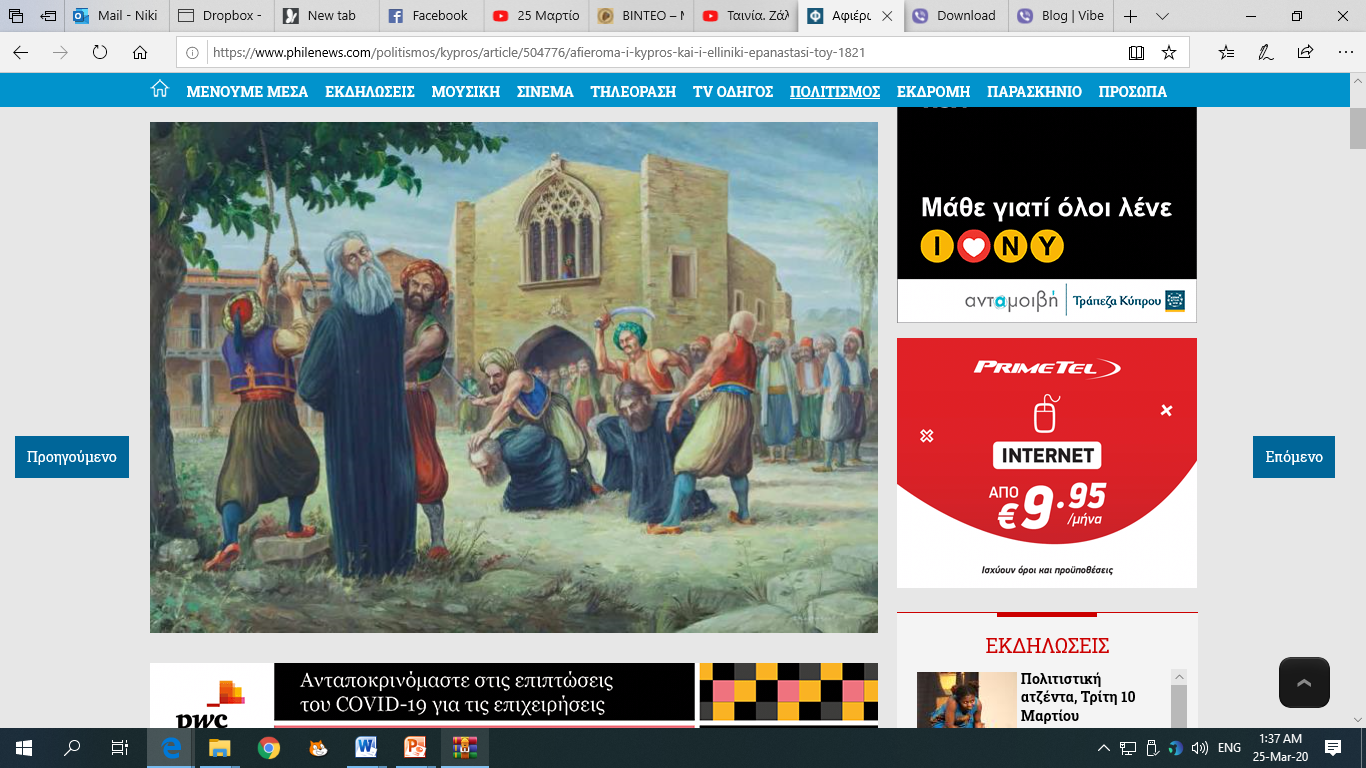 Mail - Niki
Dropbox -
New tab
Facebook
25 Μαρτίο
ΒΙΝΤΕΟ – Μ
Ταινία. Ζάλ
Αφιέρω
Download
Blog | Vibe
https://www.philenews.com/politismos/kypros/article/504776/afieroma-i-kypros-kai-i-elliniki-epanastasi-toy-1821
ΜΕΝΟΥΜΕ ΜΕΣΑ ΕΚΔΗΛΩΣΕΙΣ ΜΟΥΣΙΚΗ ΣΙΝΕΜΑ ΤΗΛΕΟΡΑΣΗ TV ΟΔΗΓΟΣ ΠΟΛΙΤΙΣΜΟΣ ΕΚΔΡΟΜΗ ΠΑΡΑΣΚΗΝΙΟ ΠΡΟΣΩΠΑ
Μάθε γιατί όλοι λένε
I NY
ανταμοιβή
Τράπεζα Κύπρου
PRIMETEL
INTERNET
ΑΠΟ
€9.95
/μήνα
Ισχύουν όροι και προϋποθέσεις
Προηγούμενο
Επόμενο
ΕΚΔΗΛΩΣΕΙΣ
Πολιτιστική
ατζέντα, Τρίτη 10
Μαρτίου
pwc
Ανταποκρινόμαστε στις επιπτώσεις
του COVID-19 για τις επιχειρήσεις
ENG
1:37 AM
25-Mar-20